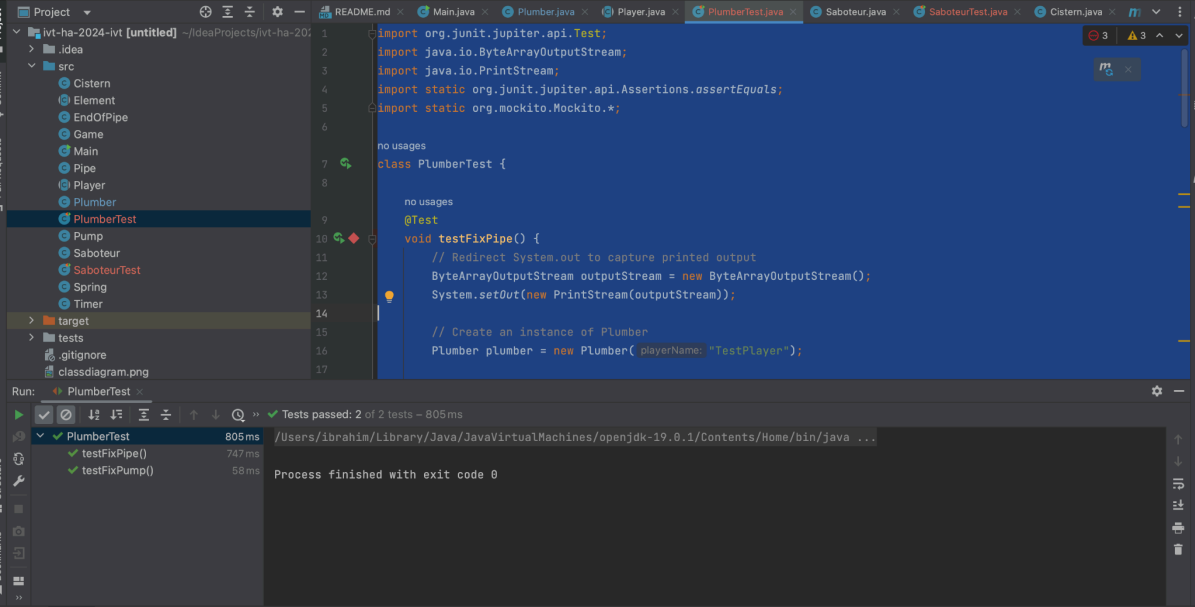 Project
README.md
Main.java
Plumber.java
Player.java
PlumberTest.java
Saboteur.java
SaboteurTest.java
Cistern.java
m
ivt-ha-2024-ivt [untitled] ~/IdeaProjects/ivt-ha-202
.idea
src
Cistern
Element
EndOfPipe
Game
Main
Pipe
Player
Plumber
PlumberTest
Pump
Saboteur
SaboteurTest
Spring
Timer
target
tests
.gitignore
classdiagram.png
3 3
1 import org.junit.jupiter.api.Test;
2 import java.io.ByteArrayOutputStream;
3 import java.io.PrintStream;
4 import static org.junit.jupiter.api.Assertions.assertEquals;
5 import static org.mockito.Mockito.*;
6
no usages
7 class PlumberTest {
8
no usages
9 @Test
10 void testFixPipe() {
11 // Redirect System.out to capture printed output
12 ByteArrayOutputStream outputStream = new ByteArrayOutputStream();
13 System.setOut(new PrintStream(outputStream));
14
15 // Create an instance of Plumber
16 Plumber plumber = new Plumber( playerName: "TestPlayer");
17
Run: PlumberTest
Tests passed: 2 of 2 tests – 805 ms
PlumberTest 805 ms
testFixPipe() 747 ms
testFixPump() 58 ms
/Users/ibrahim/Library/Java/JavaVirtualMachines/openjdk-19.0.1/Contents/Home/bin/java ...
Process finished with exit code 0